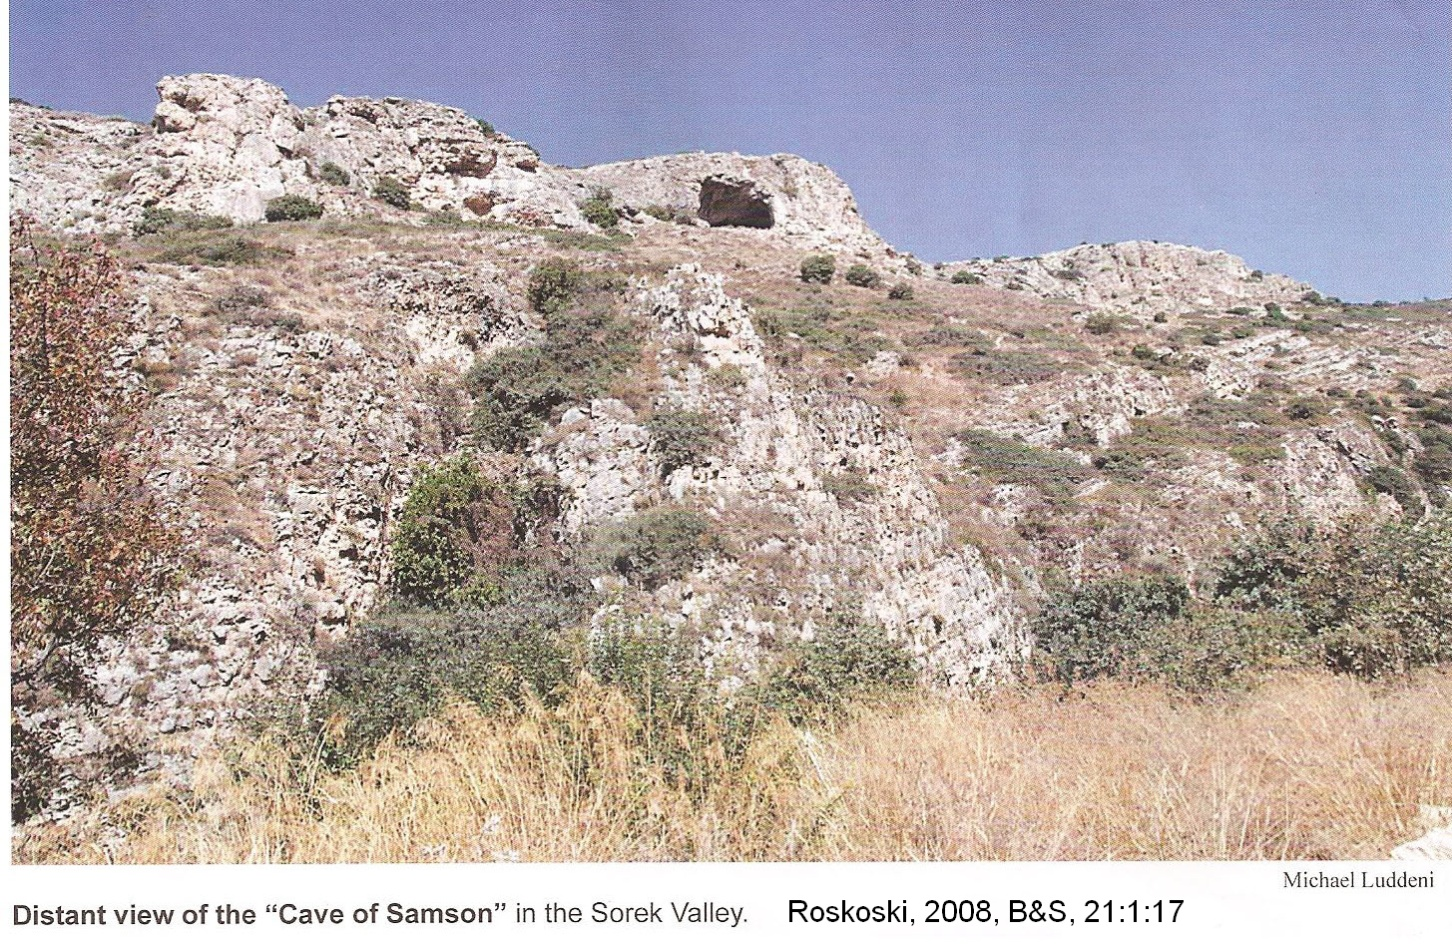 Michael Luddeni
Distant view of the “Cave of Samson” in the Sorek Valley. Roskoski, 2008, B&S, 21:1:17